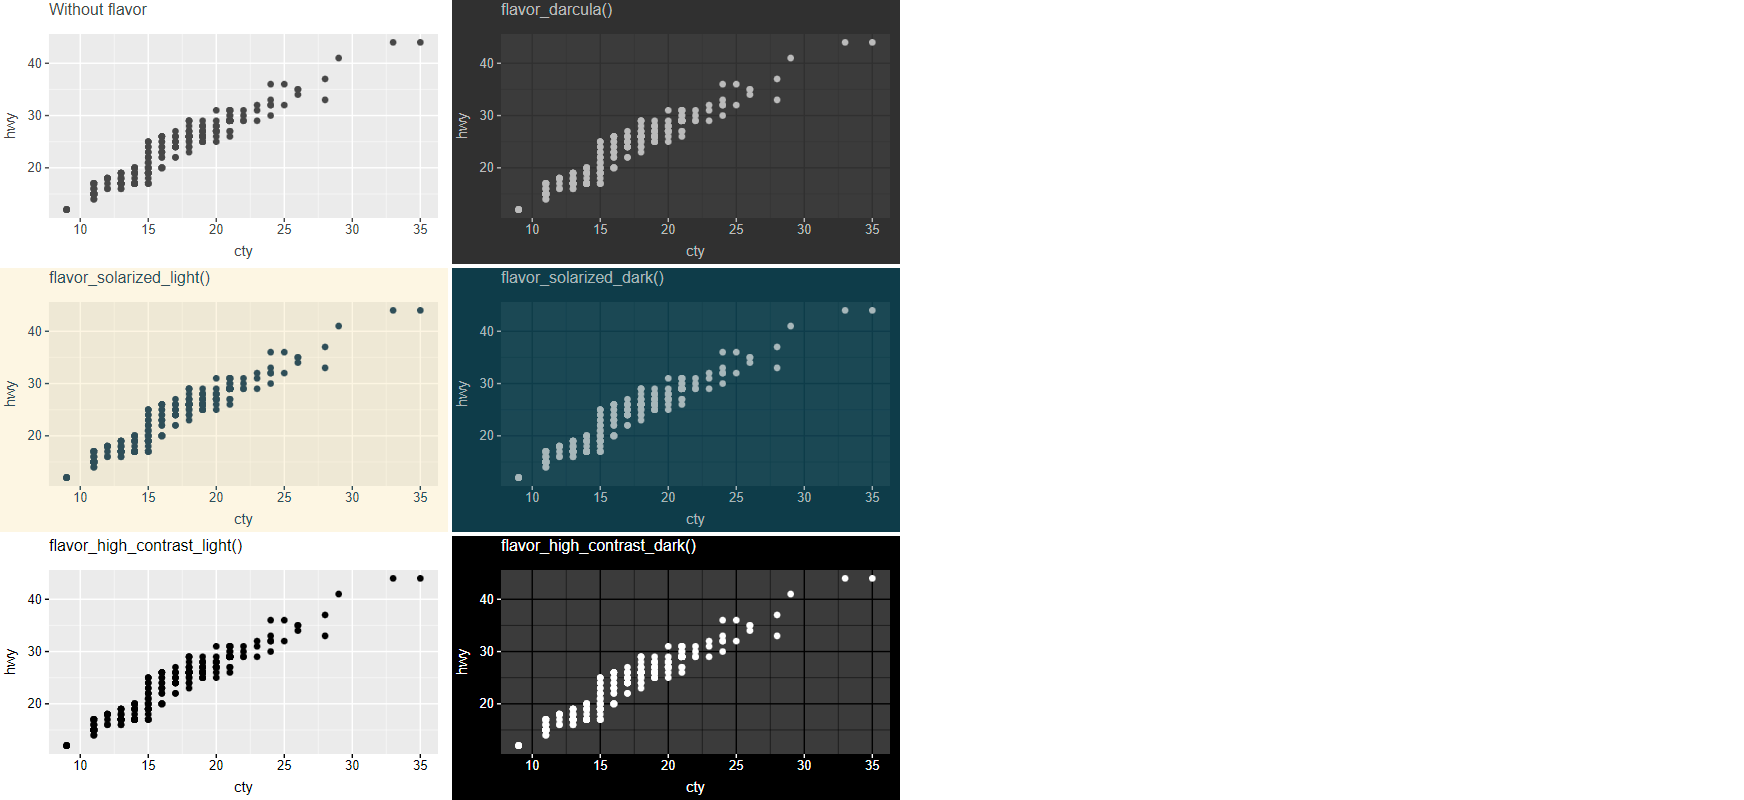 Without flavor
40
30
20
hwy
10 15 20 25 30 35
cty
flavor_darcula()
40
30
20
hwy
10 15 20 25 30 35
cty
flavor_solarized_light()
40
30
20
hwy
10 15 20 25 30 35
cty
flavor_solarized_dark()
40
30
20
hwy
10 15 20 25 30 35
cty
flavor_high_contrast_light()
40
30
20
hwy
10 15 20 25 30 35
cty
flavor_high_contrast_dark()
40
30
20
hwy
10 15 20 25 30 35
cty